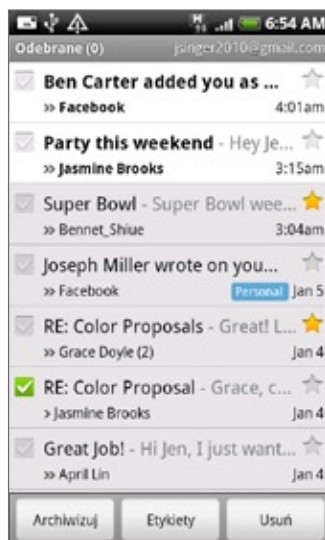 6:54 AM
Odebrane (0) jsnger2010@gmail.com
Ben Carter added you as ...
» Facebook 4:01am
Party this weekend - Hey Je...
» Jasmine Brooks 3:15am
Super Bowl - Super Bowl wee...
» Bennet_Shiue 3:04am
Joseph Miller wrote on you...
» Facebook Personal Jan 5
RE: Color Proposals - Great! L...
» Grace Doyle (2) Jan 4
RE: Color Proposal - Grace, c...
› Jasmine Brooks Jan 4
Great Job! - Hi Jen, I just want...
» April Lin Jan 4
Archiwizuj Etykiety Usuń